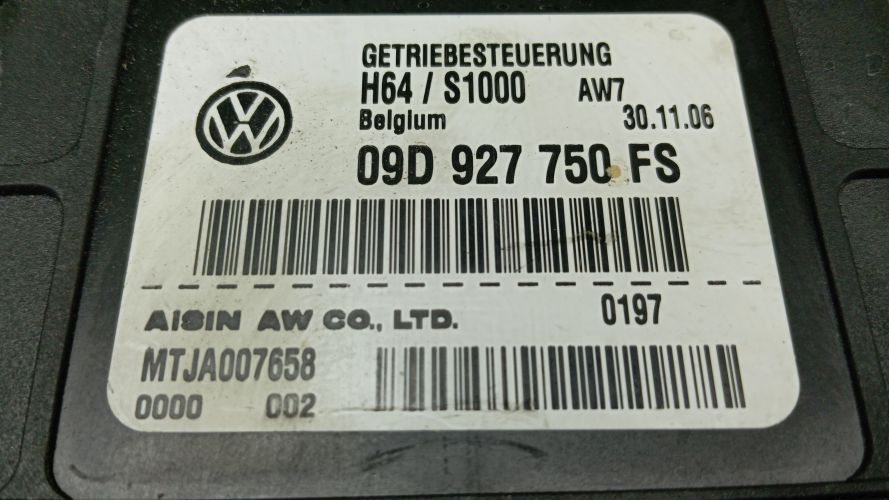 GETRIEBESTEUERUNG
H64 / S1000 AW7
Belgium 30.11.06
09D 927 750 FS
AISIN AW CO., LTD. 0197
MTJA007658
0000 002